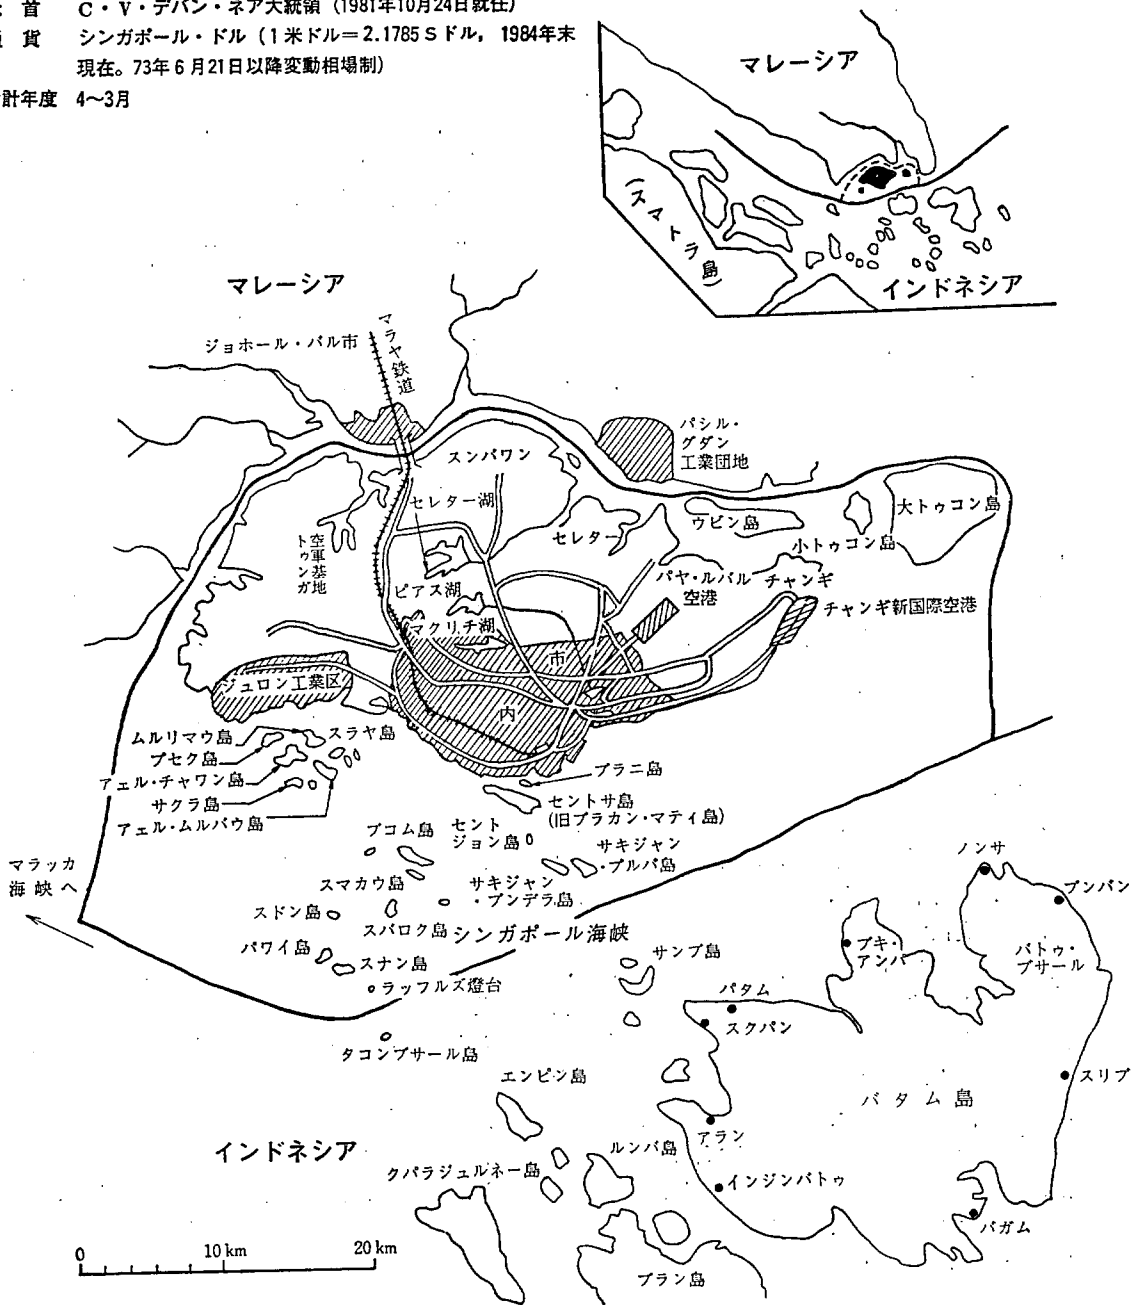 首 C・V・デバン・ネア大統領（1981年10月24日就任）
貨 シンガポール・ドル（1米ドル＝2.1785Sドル，1984年末
現在。73年6月21日以降変動相場制）
計年度 4〜3月
マレーシア
（スマトラ島）
インドネシア
マレーシア
マラヤ鉄道
ジョホール・バル市
パシル・
グダン
工業団地
スンバワン
セレター湖
セレター
ウビン島
小トゥコン島
大トゥコン島
空軍基地
トゥンガ
ピアス湖
パヤ・ルバル
空港
チャンギ
チャンギ新国際空港
マクリチ湖
市
内
ジュロン工業区
ムルリマウ島
スラヤ島
プセク島
アェル・チャワン島
サクラ島
アェル・ムルバウ島
ブラニ島
セントサ島
(旧ブラカン・マティ島)
ブコム島
セント
ジョン島
サキジャン
・プルパ島
マラッカ
海峡へ
スマカウ島
サキジャン
・ブンデラ島
スドン島
スバロク島
シンガポール海峡
パワイ島
スナン島
ラッフルズ燈台
サンブ島
ノンサ
ブンバン
ブキ・
アンパ
バトゥ・
ブサール
パタム
スクパン
タコンブサール島
エンピン島
スリブ
バタム島
アラン
インドネシア
ルンバ島
クパラジュルネー島
インジンバトゥ
バガム
ブラン島
0 10km 20km